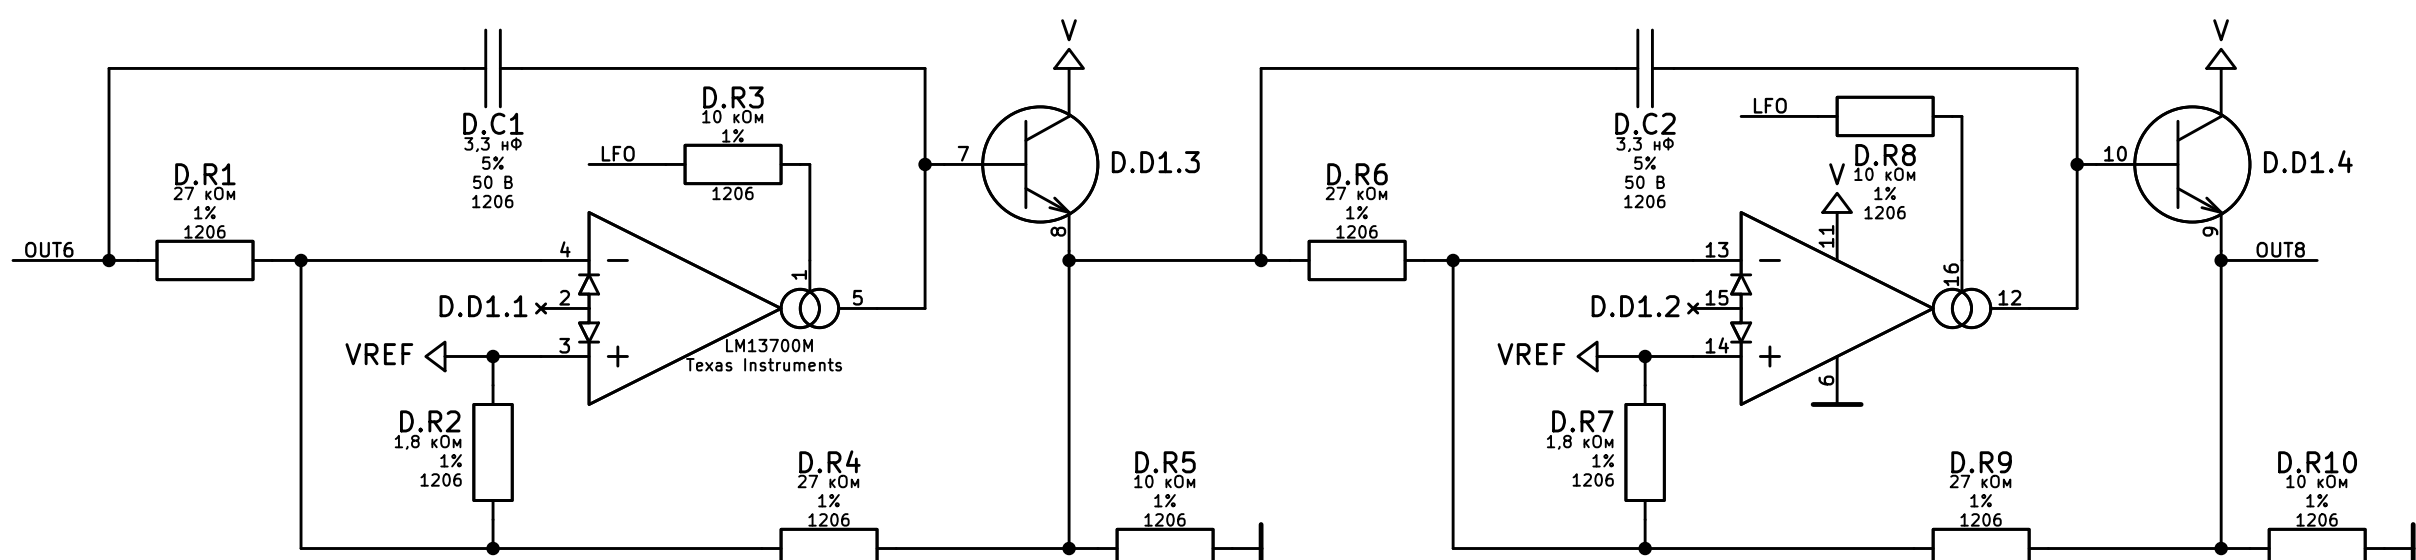 V
V
D.R3
10 кОм
1%
1206
LFO
D.C1
3,3 нФ
5%
50 В
1206
D.R1
27 кОм
1%
1206
OUT6
4
1
7
D.D1.3
8
D.D1.1
2
5
VREF
3
LM13700M
Texas Instruments
D.R2
1,8 кОм
1%
1206
D.R4
27 кОм
1%
1206
D.R5
10 кОм
1%
1206
LFO
D.C2
3,3 нФ
5%
50 В
1206
D.R8
10 кОм
1%
1206
V
D.R6
27 кОм
1%
1206
13
11
16
10
D.D1.4
9
OUT8
D.D1.2
15
12
VREF
14
6
D.R7
1,8 кОм
1%
1206
D.R9
27 кОм
1%
1206
D.R10
10 кОм
1%
1206